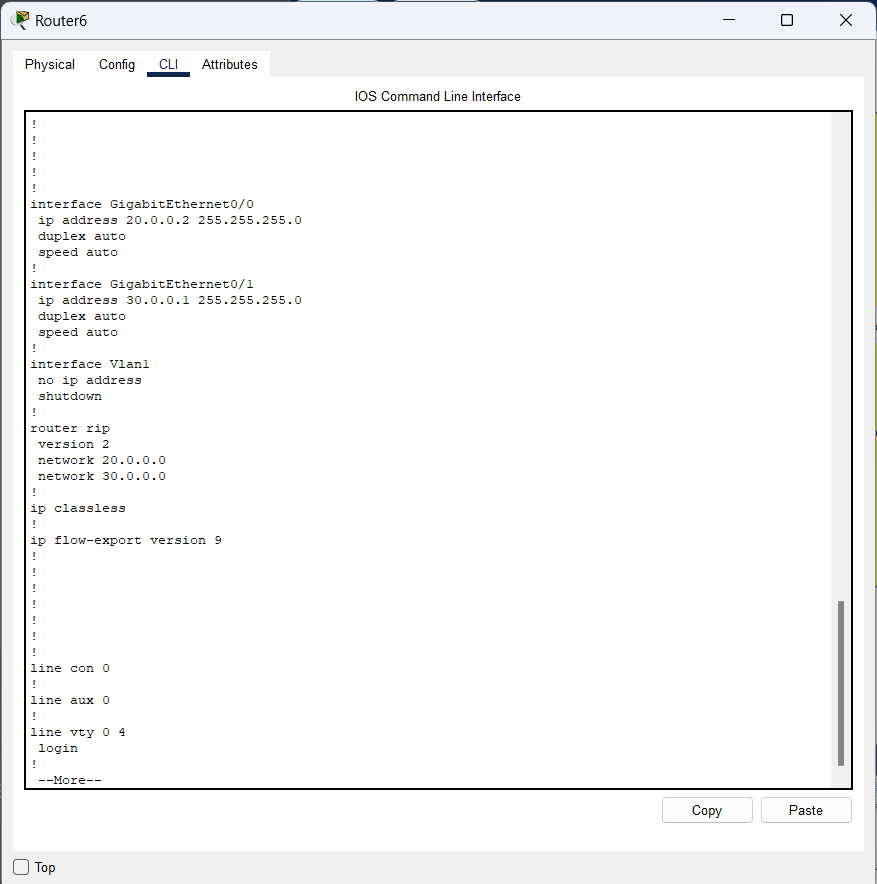 Router6
Physical Config CLI Attributes
IOS Command Line Interface
!
!
!
!
!
interface GigabitEthernet0/0
 ip address 20.0.0.2 255.255.255.0
 duplex auto
 speed auto
!
interface GigabitEthernet0/1
 ip address 30.0.0.1 255.255.255.0
 duplex auto
 speed auto
!
interface Vlan1
 no ip address
 shutdown
!
router rip
 version 2
 network 20.0.0.0
 network 30.0.0.0
!
ip classless
!
ip flow-export version 9
!
!
!
!
!
!
!
line con 0
!
line aux 0
!
line vty 0 4
 login
!
 --More--
Copy Paste
Top